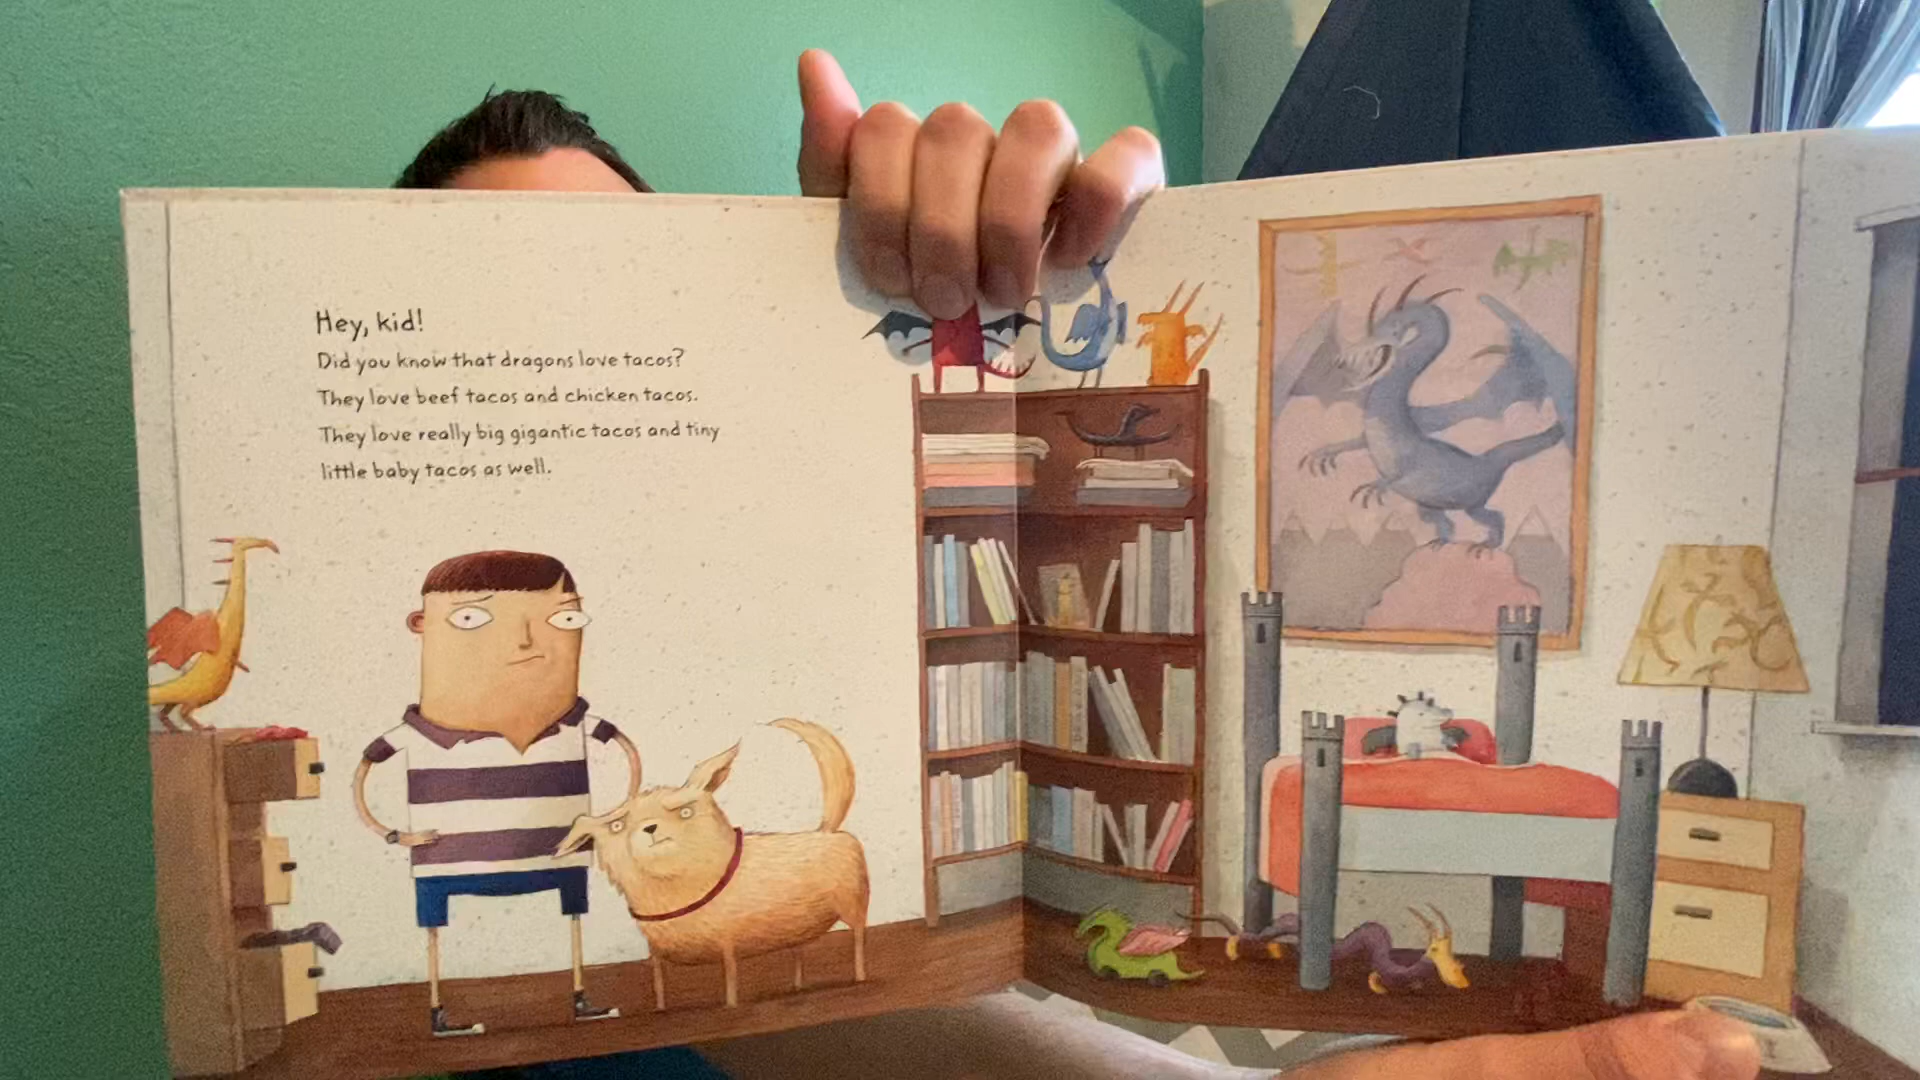 Hey, kid!
Did you know that dragons love tacos?
They love beef tacos and chicken tacos.
They love really big gigantic tacos and tiny
little baby tacos as well.